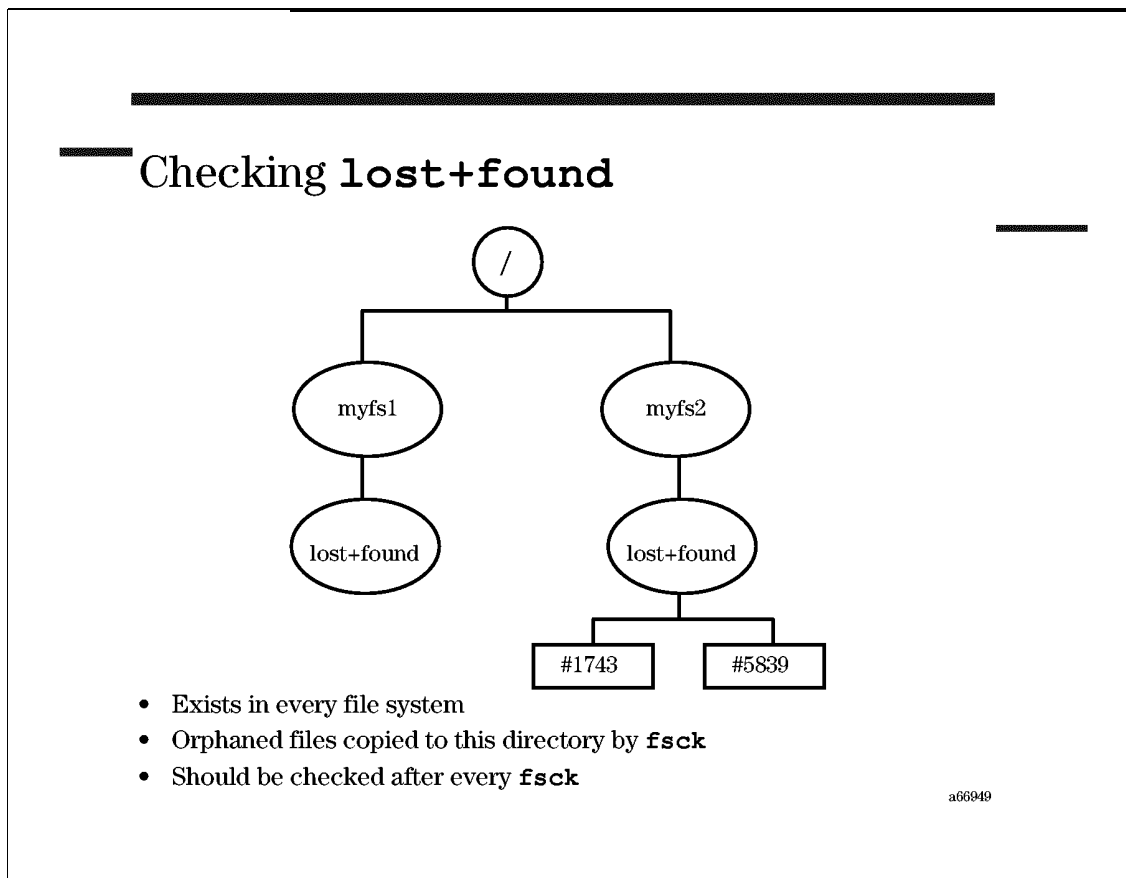 Checking lost+found
/
myfs1
myfs2
lost+found
lost+found
#1743
#5839
• Exists in every file system
• Orphaned files copied to this directory by fsck
• Should be checked after every fsck
a66949